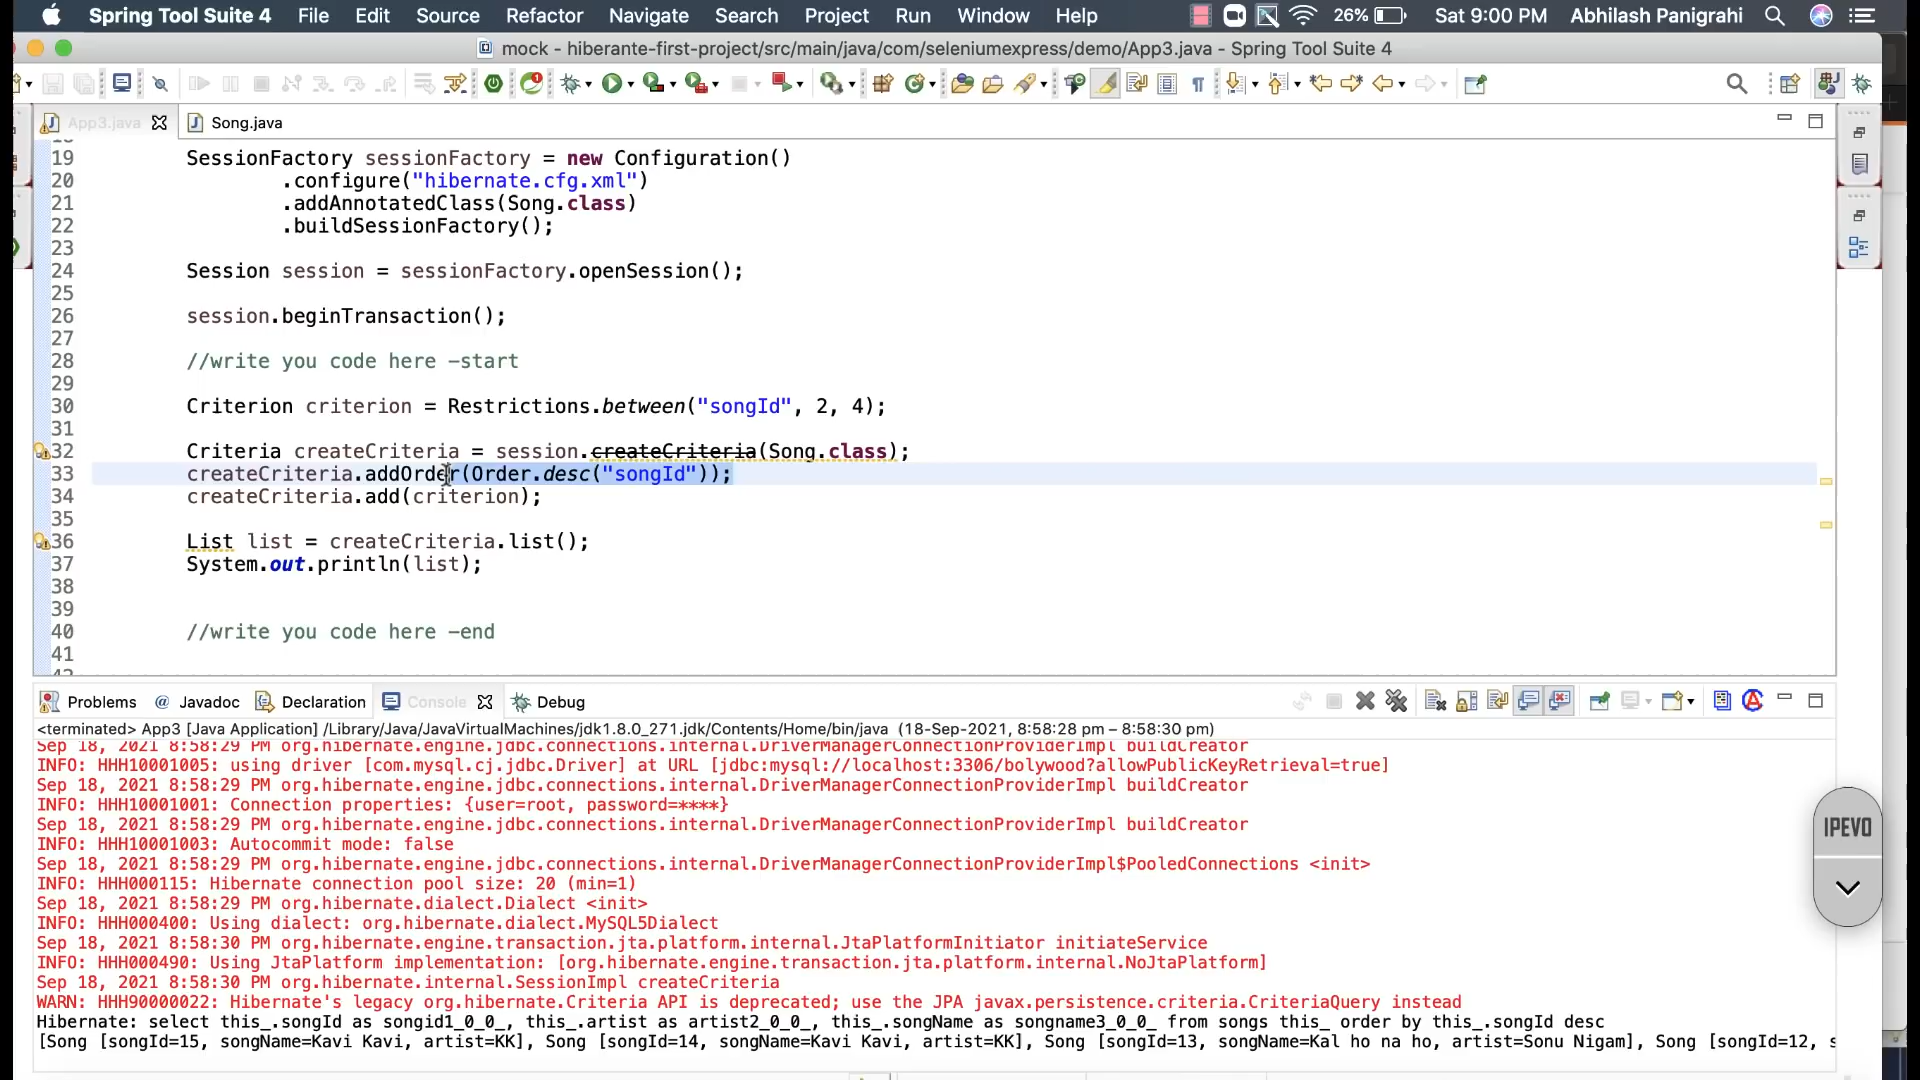 Spring Tool Suite 4 File Edit Source Refactor Navigate Search Project Run Window Help 26% Sat 9:00 PM Abhilash Panigrahi
mock - hiberante-first-project/src/main/java/com/seleniumexpress/demo/App3.java - Spring Tool Suite 4
App3.java Song.java
19 SessionFactory sessionFactory = new Configuration()
20 .configure("hibernate.cfg.xml")
21 .addAnnotatedClass(Song.class)
22 .buildSessionFactory();
23
24 Session session = sessionFactory.openSession();
25
26 session.beginTransaction();
27
28 //write you code here -start
29
30 Criterion criterion = Restrictions.between("songId", 2, 4);
31
32 Criteria createCriteria = session.createCriteria(Song.class);
33 createCriteria.addOrder(Order.desc("songId"));
34 createCriteria.add(criterion);
35
36 List list = createCriteria.list();
37 System.out.println(list);
38
39
40 //write you code here -end
41
Problems @ Javadoc Declaration Console Debug
<terminated> App3 [Java Application] /Library/Java/JavaVirtualMachines/jdk1.8.0_271.jdk/Contents/Home/bin/java (18-Sep-2021, 8:58:28 pm – 8:58:30 pm)
Sep 18, 2021 8:58:29 PM org.hibernate.engine.jdbc.connections.internal.DriverManagerConnectionProviderImpl buildCreator
INFO: HHH10001005: using driver [com.mysql.cj.jdbc.Driver] at URL [jdbc:mysql://localhost:3306/bolywood?allowPublicKeyRetrieval=true]
Sep 18, 2021 8:58:29 PM org.hibernate.engine.jdbc.connections.internal.DriverManagerConnectionProviderImpl buildCreator
INFO: HHH10001001: Connection properties: {user=root, password=****}
Sep 18, 2021 8:58:29 PM org.hibernate.engine.jdbc.connections.internal.DriverManagerConnectionProviderImpl buildCreator
INFO: HHH10001003: Autocommit mode: false
Sep 18, 2021 8:58:29 PM org.hibernate.engine.jdbc.connections.internal.DriverManagerConnectionProviderImpl$PooledConnections <init>
INFO: HHH000115: Hibernate connection pool size: 20 (min=1)
Sep 18, 2021 8:58:29 PM org.hibernate.dialect.Dialect <init>
INFO: HHH000400: Using dialect: org.hibernate.dialect.MySQL5Dialect
Sep 18, 2021 8:58:30 PM org.hibernate.engine.transaction.jta.platform.internal.JtaPlatformInitiator initiateService
INFO: HHH000490: Using JtaPlatform implementation: [org.hibernate.engine.transaction.jta.platform.internal.NoJtaPlatform]
Sep 18, 2021 8:58:30 PM org.hibernate.internal.SessionImpl createCriteria
WARN: HHH90000022: Hibernate's legacy org.hibernate.Criteria API is deprecated; use the JPA javax.persistence.criteria.CriteriaQuery instead
Hibernate: select this_.songId as songid1_0_0_, this_.artist as artist2_0_0_, this_.songName as songname3_0_0_ from songs this_ order by this_.songId desc
[Song [songId=15, songName=Kavi Kavi, artist=KK], Song [songId=14, songName=Kavi Kavi, artist=KK], Song [songId=13, songName=Kal ho na ho, artist=Sonu Nigam], Song [songId=12, s
IPEVO